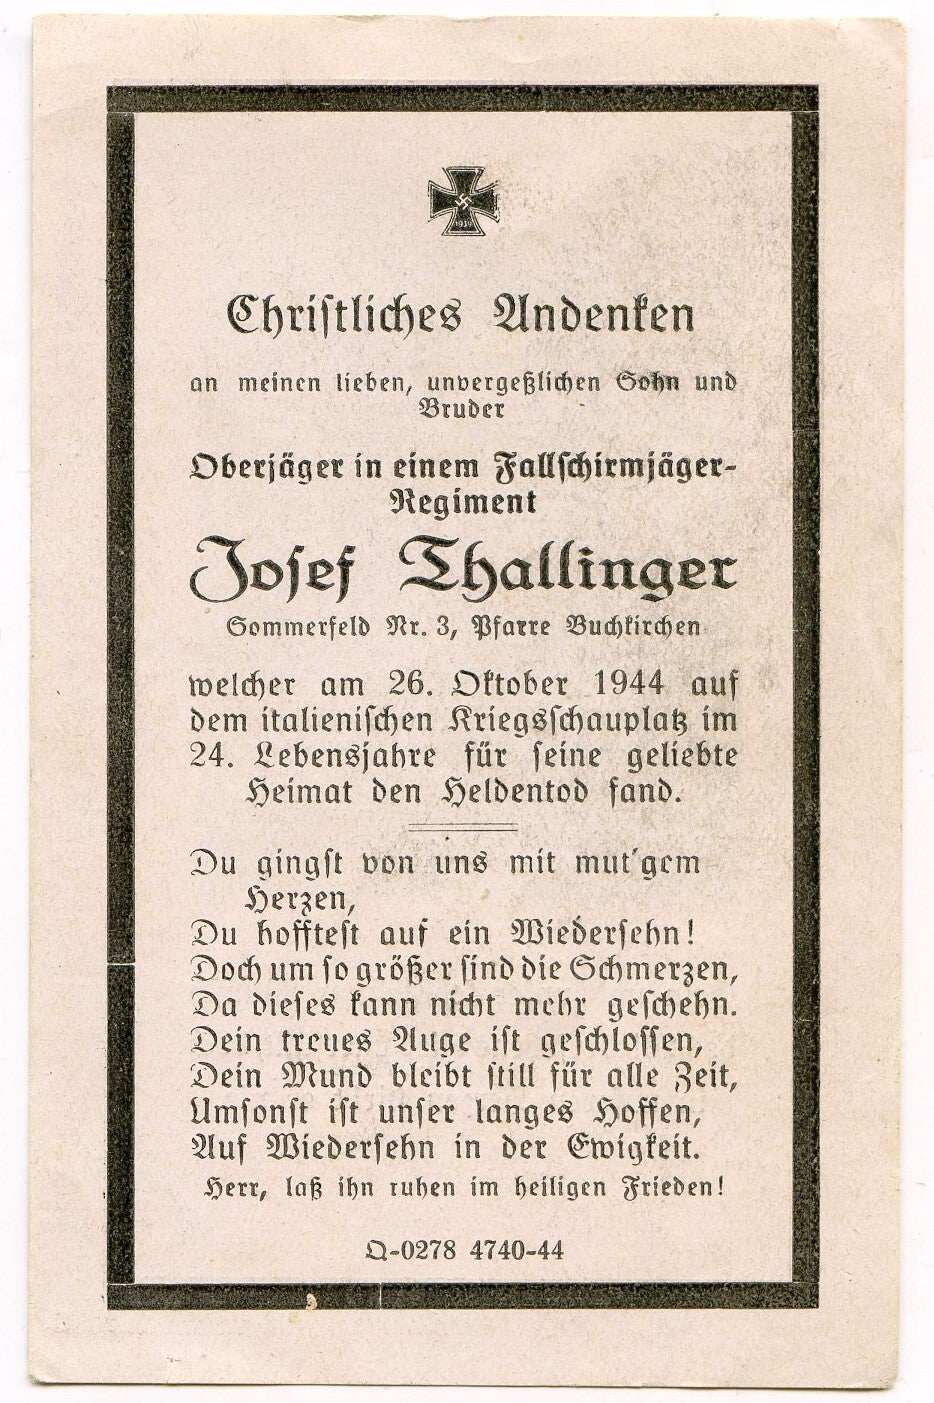 1939
Christliches Andenken
an meinen lieben, unvergeßlichen Sohn und
Bruder
Oberjäger in einem Fallschirmjäger-
Regiment
Josef Thallinger
Sommerfeld Nr. 3, Pfarre Buchkirchen
welcher am 26. Oktober 1944 auf
dem italienischen Kriegsschauplatz im
24. Lebensjahre für seine geliebte
Heimat den Heldentod fand.
Du gingst von uns mit mut'gem
Herzen,
Du hofftest auf ein Wiedersehn!
Doch um so größer sind die Schmerzen,
Da dieses kann nicht mehr geschehn.
Dein treues Auge ist geschlossen,
Dein Mund bleibt still für alle Zeit,
Umsonst ist unser langes Hoffen,
Auf Wiedersehn in der Ewigkeit.
Herr, laß ihn ruhen im heiligen Frieden!
Q-0278 4740-44